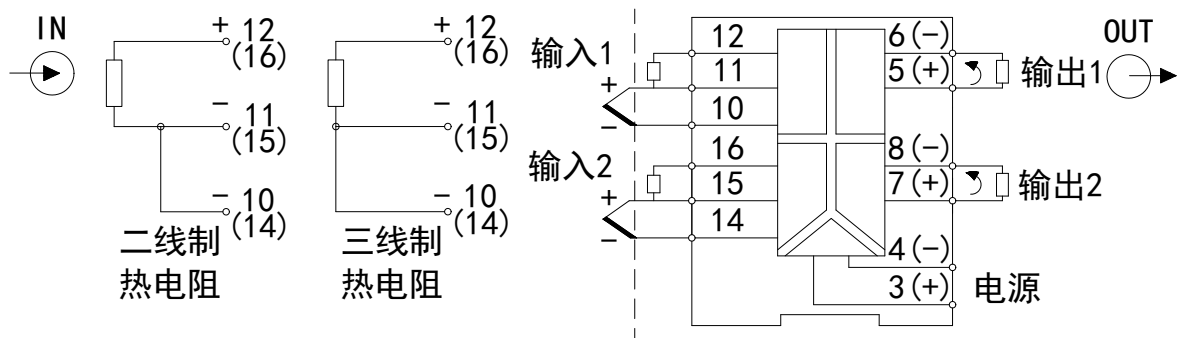 IN
+ 12
(16)
- 11
(15)
- 10
(14)
二线制
热电阻
+ 12
(16)
- 11
(15)
- 10
(14)
三线制
热电阻
输入1
+
-
输入2
+
-
12
11
10
16
15
14
6(-)
5(+)
8(-)
7(+)
4(-)
3(+)
输出1
输出2
电源
OUT